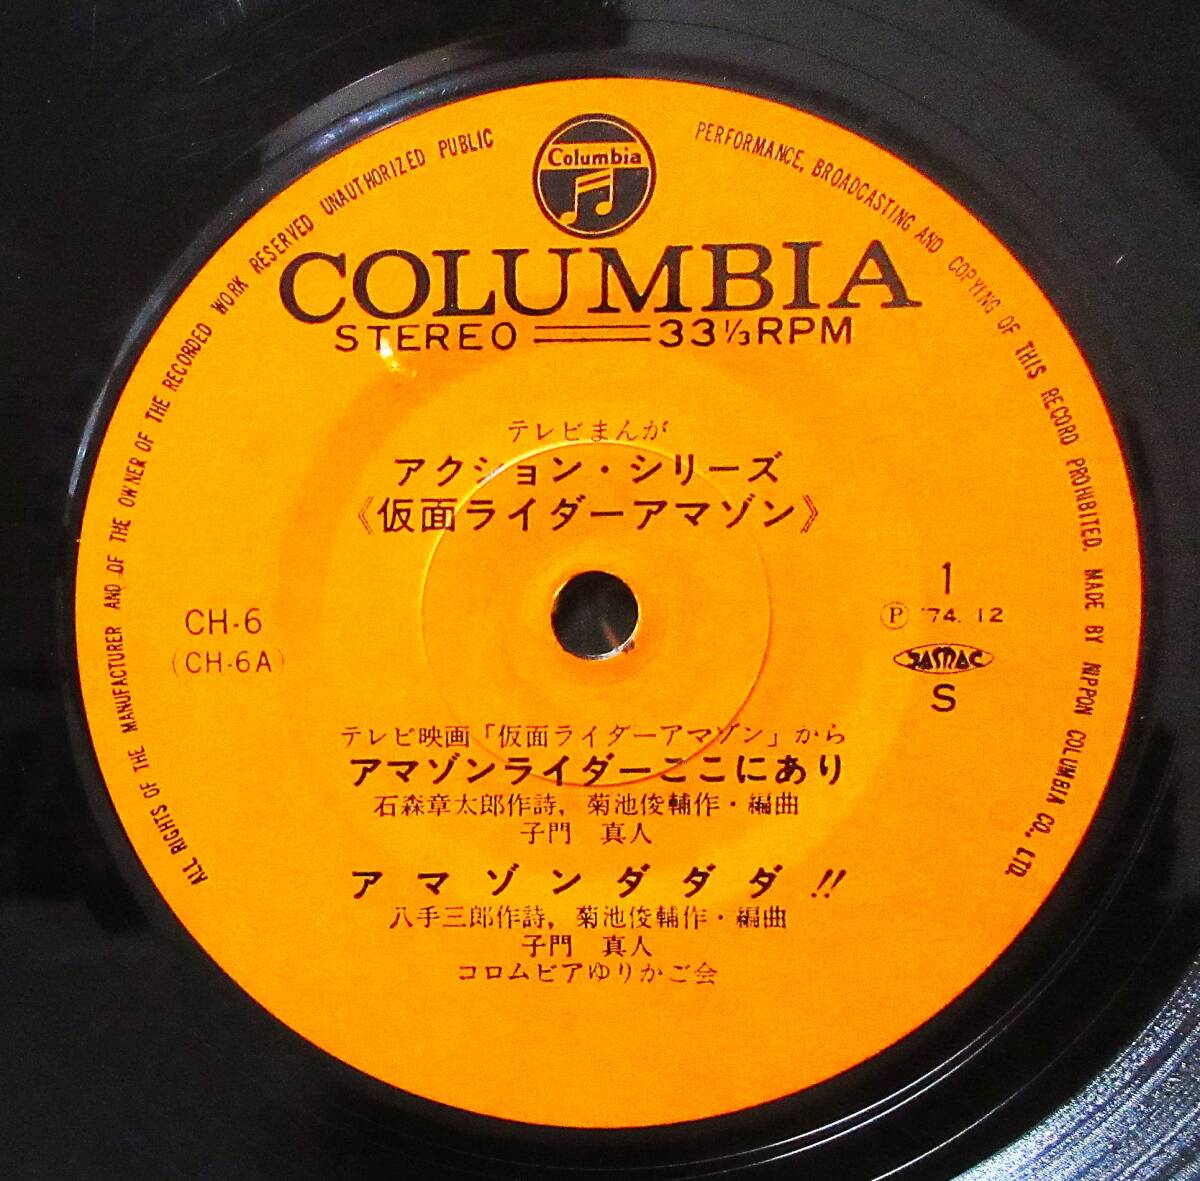 ALL RIGHTS OF THE MANUFACTURER AND OF THE OWNER OF THE RECORDED WORK RESERVED UNAUTHORIZED PUBLIC PERFORMANCE, BROADCASTING AND COPYING OF THIS RECORD PROHIBITED. MADE BY NIPPON COLUMBIA CO., LTD.
Columbia
COLUMBIA
STEREO 33 1/3 RPM
テレビまんが
アクション・シリーズ
《仮面ライダーアマゾン》
CH-6
(CH-6A)
1
Ⓟ '74. 12
JASRAC
S
テレビ映画「仮面ライダーアマゾン」から
アマゾンライダーここにあり
石森章太郎作詩, 菊池俊輔作・編曲
子門 真人
アマゾンダダダ!!
八手三郎作詩, 菊池俊輔作・編曲
子門 真人
コロムビアゆりかご会